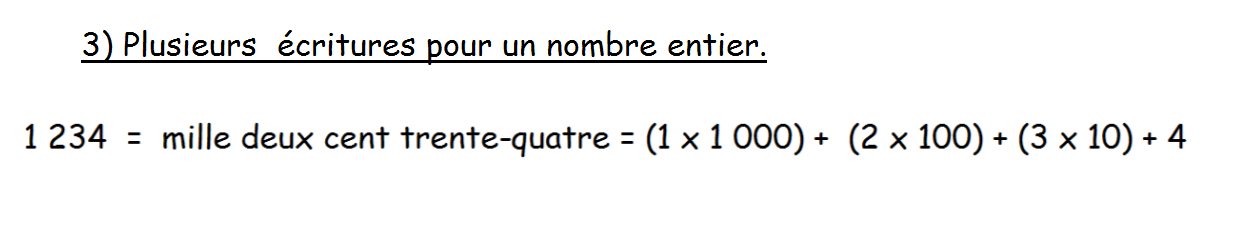 3) Plusieurs écritures pour un nombre entier.
1 234 = mille deux cent trente-quatre = (1 x 1 000) + (2 x 100) + (3 x 10) + 4